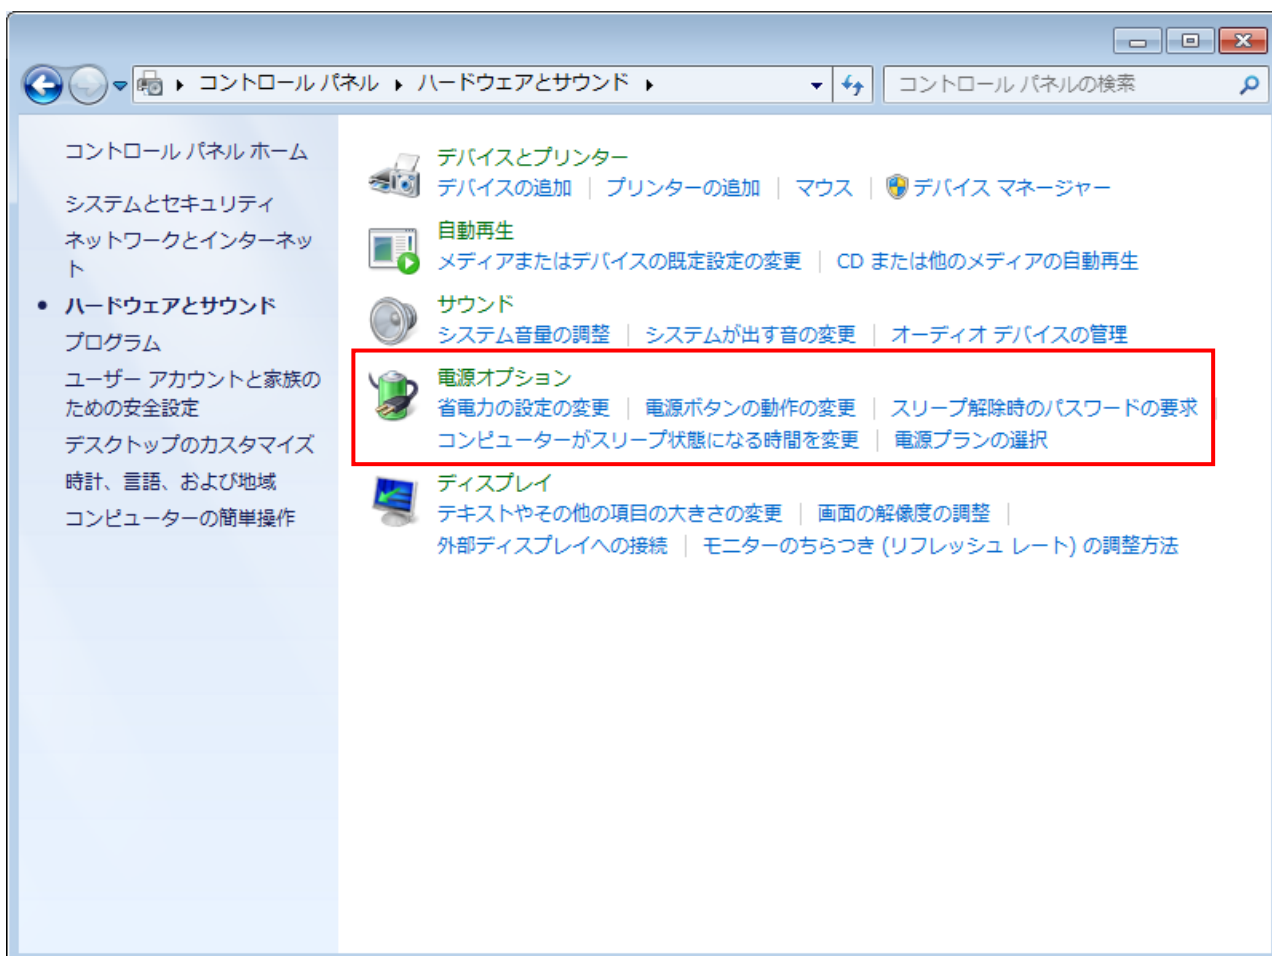 コントロール パネル ハードウェアとサウンド
コントロール パネルの検索
コントロール パネル ホーム
システムとセキュリティ
ネットワークとインターネッ
ト
ハードウェアとサウンド
プログラム
ユーザー アカウントと家族の
ための安全設定
デスクトップのカスタマイズ
時計、言語、および地域
コンピューターの簡単操作
デバイスとプリンター
デバイスの追加 プリンターの追加 マウス デバイス マネージャー
自動再生
メディアまたはデバイスの既定設定の変更 CD または他のメディアの自動再生
サウンド
システム音量の調整 システムが出す音の変更 オーディオ デバイスの管理
電源オプション
省電力の設定の変更 電源ボタンの動作の変更 スリープ解除時のパスワードの要求
コンピューターがスリープ状態になる時間を変更 電源プランの選択
ディスプレイ
テキストやその他の項目の大きさの変更 画面の解像度の調整
外部ディスプレイへの接続 モニターのちらつき (リフレッシュ レート) の調整方法